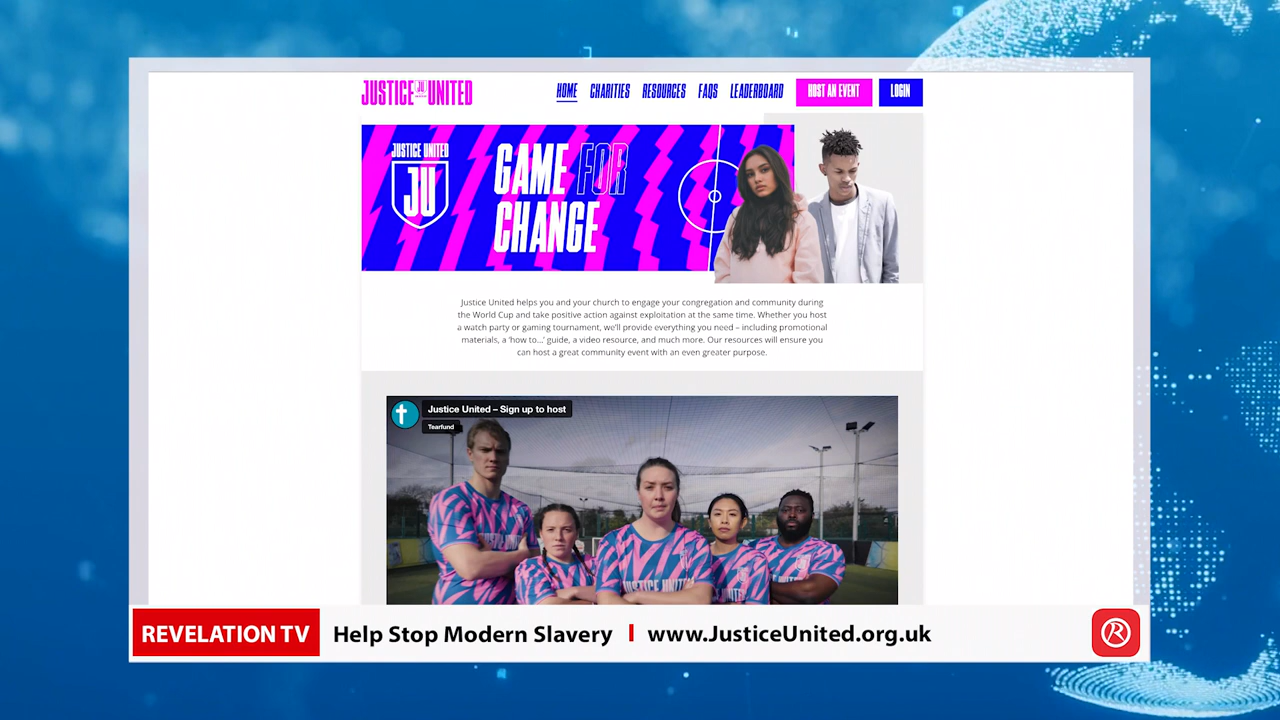 JUSTICE JU UNITED
HOME CHARITIES RESOURCES FAQS LEADERBOARD HOST AN EVENT LOGIN
JUSTICE UNITED
JU
GAME FOR
CHANGE
Justice United helps you and your church to engage your congregation and community during
the World Cup and take positive action against exploitation at the same time. Whether you host
a watch party or gaming tournament, we'll provide everything you need – including promotional
materials, a 'how to...' guide, a video resource, and much more. Our resources will ensure you
can host a great community event with an even greater purpose.
Justice United – Sign up to host
Tearfund
JUSTICE UNITED
REVELATION TV Help Stop Modern Slavery | www.JusticeUnited.org.uk
R